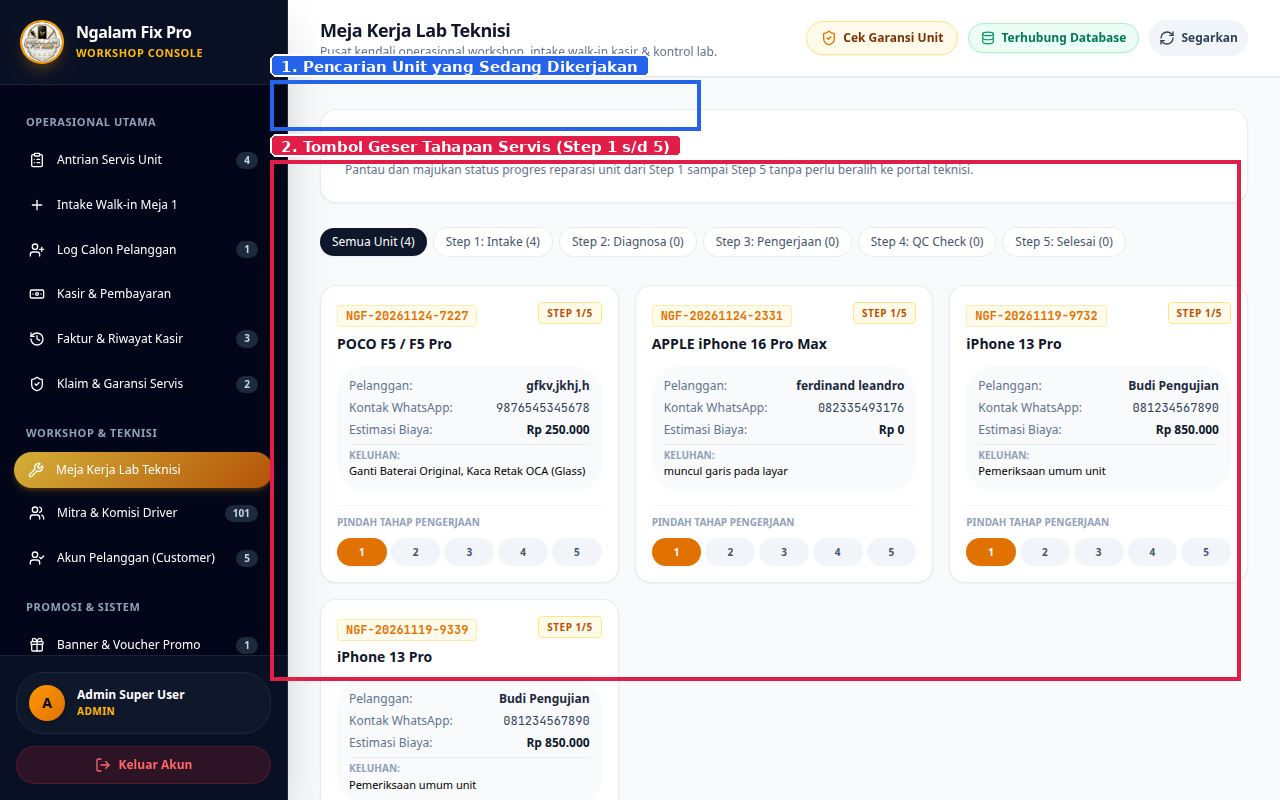 Ngalam Fix Pro
WORKSHOP CONSOLE
OPERASIONAL UTAMA
Antrian Servis Unit 4
Intake Walk-in Meja 1
Log Calon Pelanggan 1
Kasir & Pembayaran
Faktur & Riwayat Kasir 3
Klaim & Garansi Servis 2
WORKSHOP & TEKNISI
Meja Kerja Lab Teknisi
Mitra & Komisi Driver 101
Akun Pelanggan (Customer) 5
PROMOSI & SISTEM
Banner & Voucher Promo 1
A
Admin Super User
ADMIN
Keluar Akun
Meja Kerja Lab Teknisi
Pusat kendali operasional workshop, intake walk-in kasir & kontrol lab.
Cek Garansi Unit
Terhubung Database
Segarkan
1. Pencarian Unit yang Sedang Dikerjakan
2. Tombol Geser Tahapan Servis (Step 1 s/d 5)
Pantau dan majukan status progres reparasi unit dari Step 1 sampai Step 5 tanpa perlu beralih ke portal teknisi.
Semua Unit (4)
Step 1: Intake (4)
Step 2: Diagnosa (0)
Step 3: Pengerjaan (0)
Step 4: QC Check (0)
Step 5: Selesai (0)
NGF-20261124-7227
STEP 1/5
POCO F5 / F5 Pro
Pelanggan: gfkv,jkhj,h
Kontak WhatsApp: 9876545345678
Estimasi Biaya: Rp 250.000
KELUHAN:
Ganti Baterai Original, Kaca Retak OCA (Glass)
PINDAH TAHAP PENGERJAAN
1 2 3 4 5
NGF-20261124-2331
STEP 1/5
APPLE iPhone 16 Pro Max
Pelanggan: ferdinand leandro
Kontak WhatsApp: 082335493176
Estimasi Biaya: Rp 0
KELUHAN:
muncul garis pada layar
PINDAH TAHAP PENGERJAAN
1 2 3 4 5
NGF-20261119-9732
STEP 1/5
iPhone 13 Pro
Pelanggan: Budi Pengujian
Kontak WhatsApp: 081234567890
Estimasi Biaya: Rp 850.000
KELUHAN:
Pemeriksaan umum unit
PINDAH TAHAP PENGERJAAN
1 2 3 4 5
NGF-20261119-9339
STEP 1/5
iPhone 13 Pro
Pelanggan: Budi Pengujian
Kontak WhatsApp: 081234567890
Estimasi Biaya: Rp 850.000
KELUHAN:
Pemeriksaan umum unit